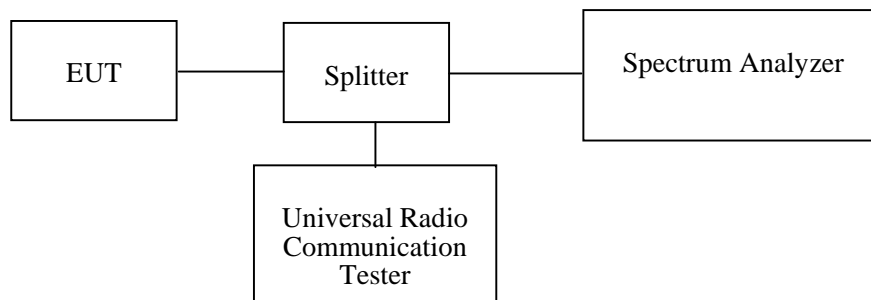 EUT
Splitter
Spectrum Analyzer
Universal Radio
Communication
Tester